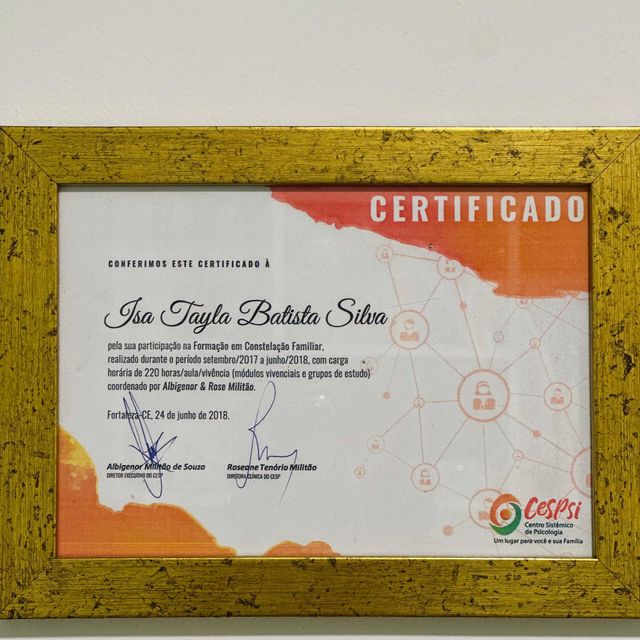 CERTIFICADO
CONFERIMOS ESTE CERTIFICADO À
Isa Tayla Batista Silva
pela sua participação na Formação em Constelação Familiar,
realizado durante o período setembro/2017 a junho/2018, com carga
horária de 220 horas/aula/vivência (módulos vivenciais e grupos de estudo)
coordenado por Albigenor & Rose Militão.
Fortaleza-CE, 24 de junho de 2018.
Albigenor Militão de Souza
DIRETOR EXECUTIVO DO CESP
Roseane Tenório Militão
DIRETORA CLÍNICA DO CESP
CesPsi
Centro Sistêmico
de Psicologia
Um lugar para você e sua Família